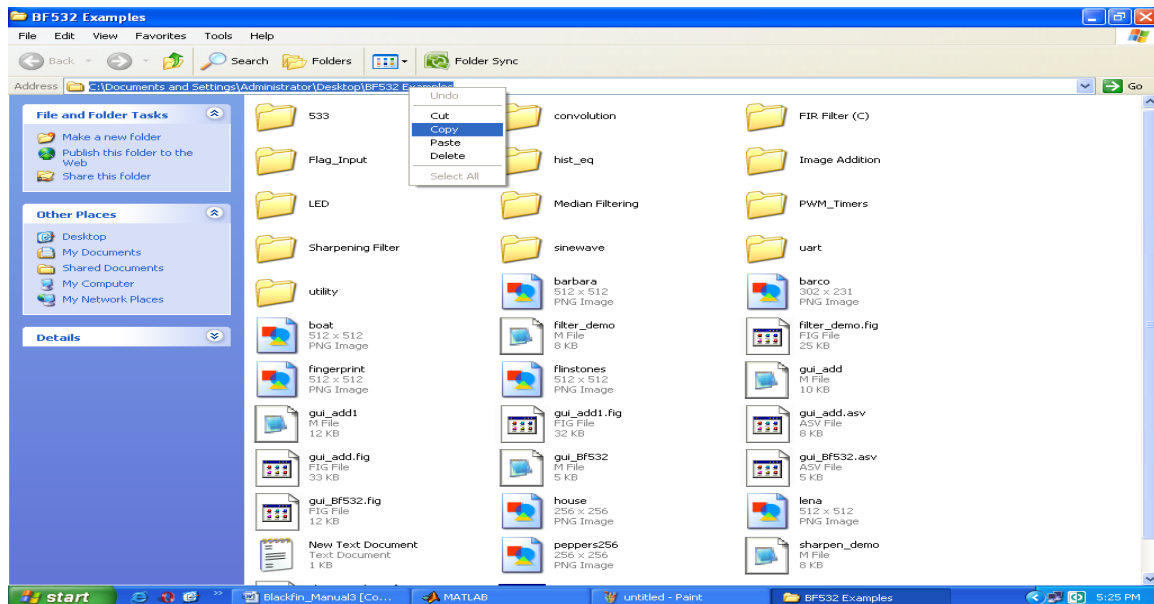 BF532 Examples
File Edit View Favorites Tools Help
Back Search Folders Folder Sync
Address C:\Documents and Settings\Administrator\Desktop\BF532 Examples Go
Undo
Cut
Copy
Paste
Delete
Select All
File and Folder Tasks
Make a new folder
Publish this folder to the
Web
Share this folder
Other Places
Desktop
My Documents
Shared Documents
My Computer
My Network Places
Details
533
convolution
FIR Filter (C)
Flag_Input
hist_eq
Image Addition
LED
Median Filtering
PWM_Timers
Sharpening Filter
sinewave
uart
utility
barbara
512 x 512
PNG Image
barco
302 x 231
PNG Image
boat
512 x 512
PNG Image
filter_demo
M File
8 KB
filter_demo.fig
FIG File
25 KB
fingerprint
512 x 512
PNG Image
flinstones
512 x 512
PNG Image
gui_add
M File
10 KB
gui_add1
M File
12 KB
gui_add1.fig
FIG File
32 KB
gui_add.asv
ASV File
8 KB
gui_add.fig
FIG File
33 KB
gui_Bf532
M File
5 KB
gui_Bf532.asv
ASV File
5 KB
gui_Bf532.fig
FIG File
12 KB
house
256 x 256
PNG Image
lena
512 x 512
PNG Image
New Text Document
Text Document
1 KB
peppers256
256 x 256
PNG Image
sharpen_demo
M File
8 KB
start Blackfin_Manual3 [Co... MATLAB untitled - Paint BF532 Examples 5:25 PM